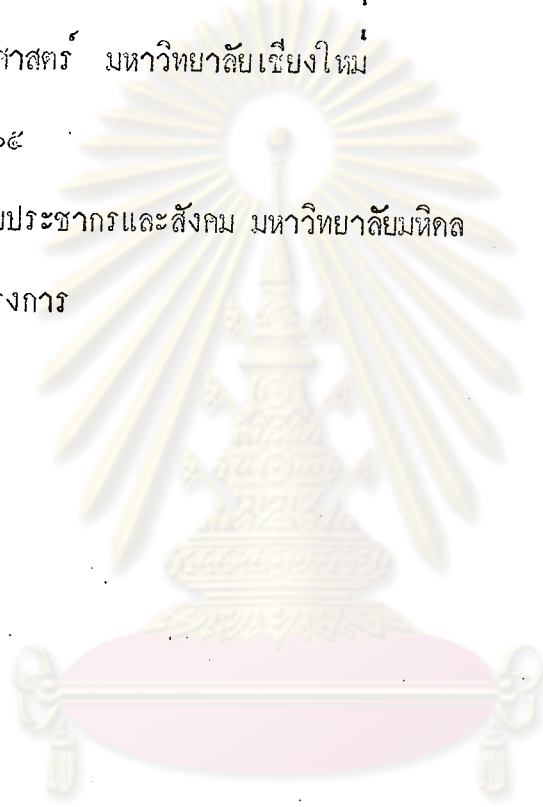 ศาสตร์ มหาวิทยาลัยเชียงใหม่
๑๕
ประชากรและสังคม มหาวิทยาลัยมหิดล
งการ